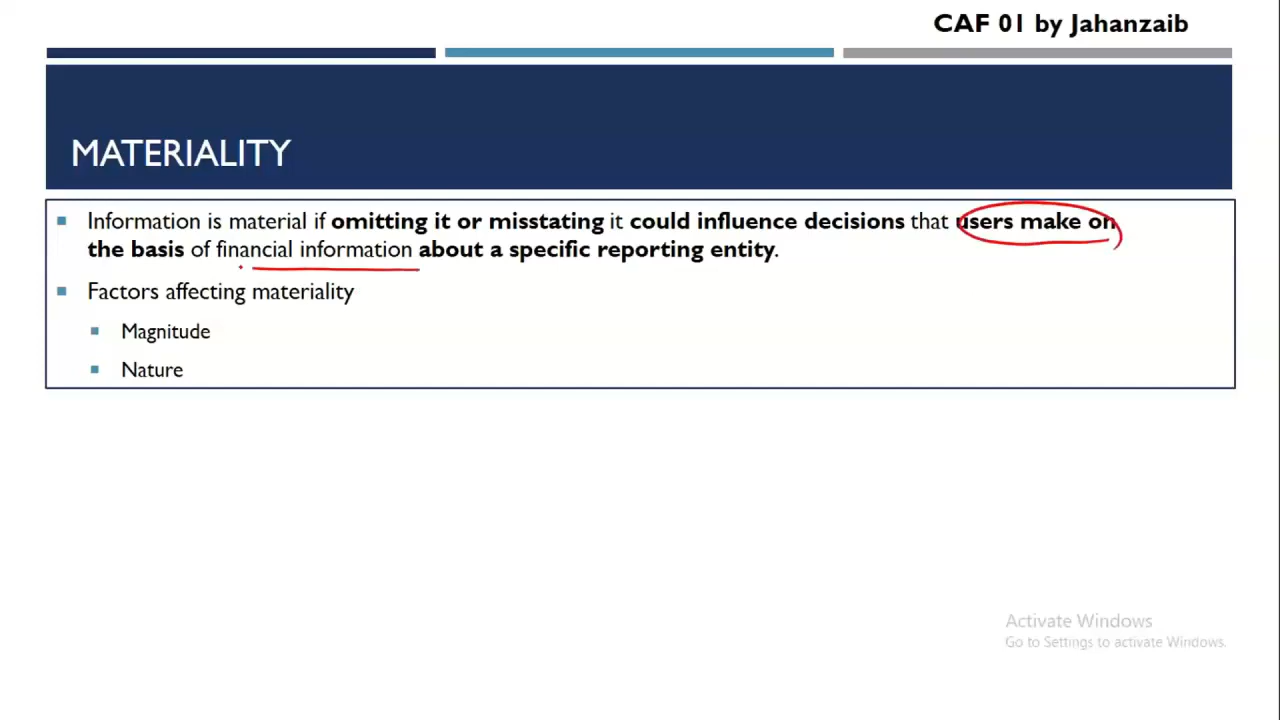 CAF 01 by Jahanzaib
MATERIALITY
Information is material if omitting it or misstating it could influence decisions that users make on
the basis of financial information about a specific reporting entity.
Factors affecting materiality
Magnitude
Nature
Activate Windows
Go to Settings to activate Windows.